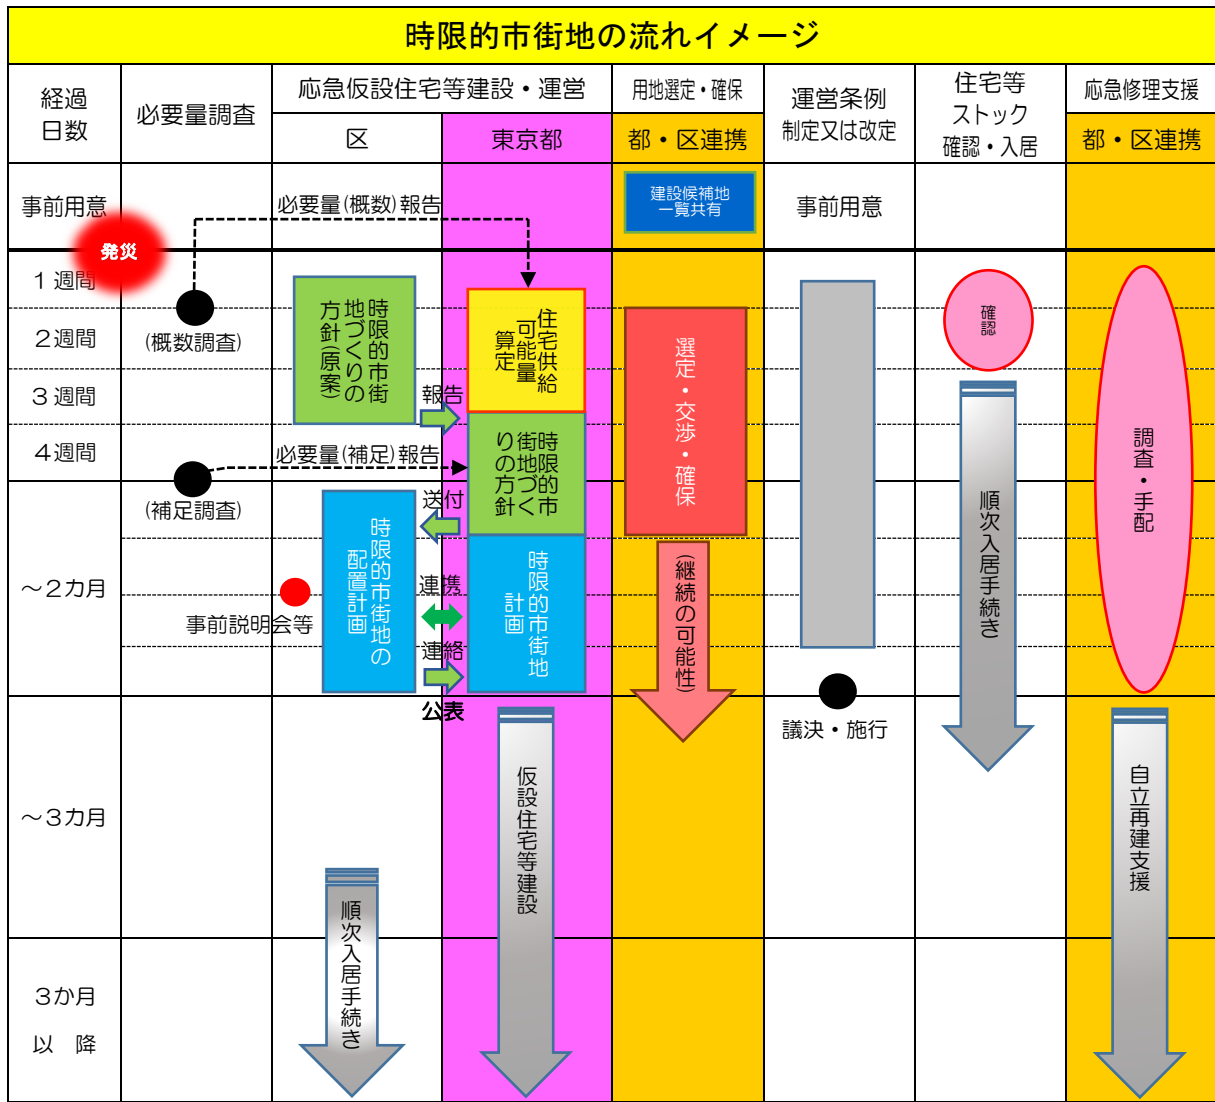 時限的市街地の流れイメージ
経過
日数
必要量調査
応急仮設住宅等建設・運営
区
東京都
用地選定・確保
都・区連携
運営条例
制定又は改定
住宅等
ストック
確認・入居
応急修理支援
都・区連携
事前用意
必要量(概数)報告
建設候補地
一覧共有
事前用意
発災
1週間
2週間
3週間
4週間
～2カ月
～3カ月
3か月
以 降
(概数調査)
(補足調査)
時限的市街
地づくりの
方針(原案)
住宅供給
可能量
算定
報告
必要量(補足)報告
時限的市
街地づく
りの方針
送付
時限的市街地の
配置計画
連携
時限的市街地
計画
事前説明会等
連絡
公表
選定・交渉・確保
(継続の可能性)
議決・施行
確認
順次入居手続き
調査・手配
仮設住宅等建設
自立再建支援
順次入居手続き